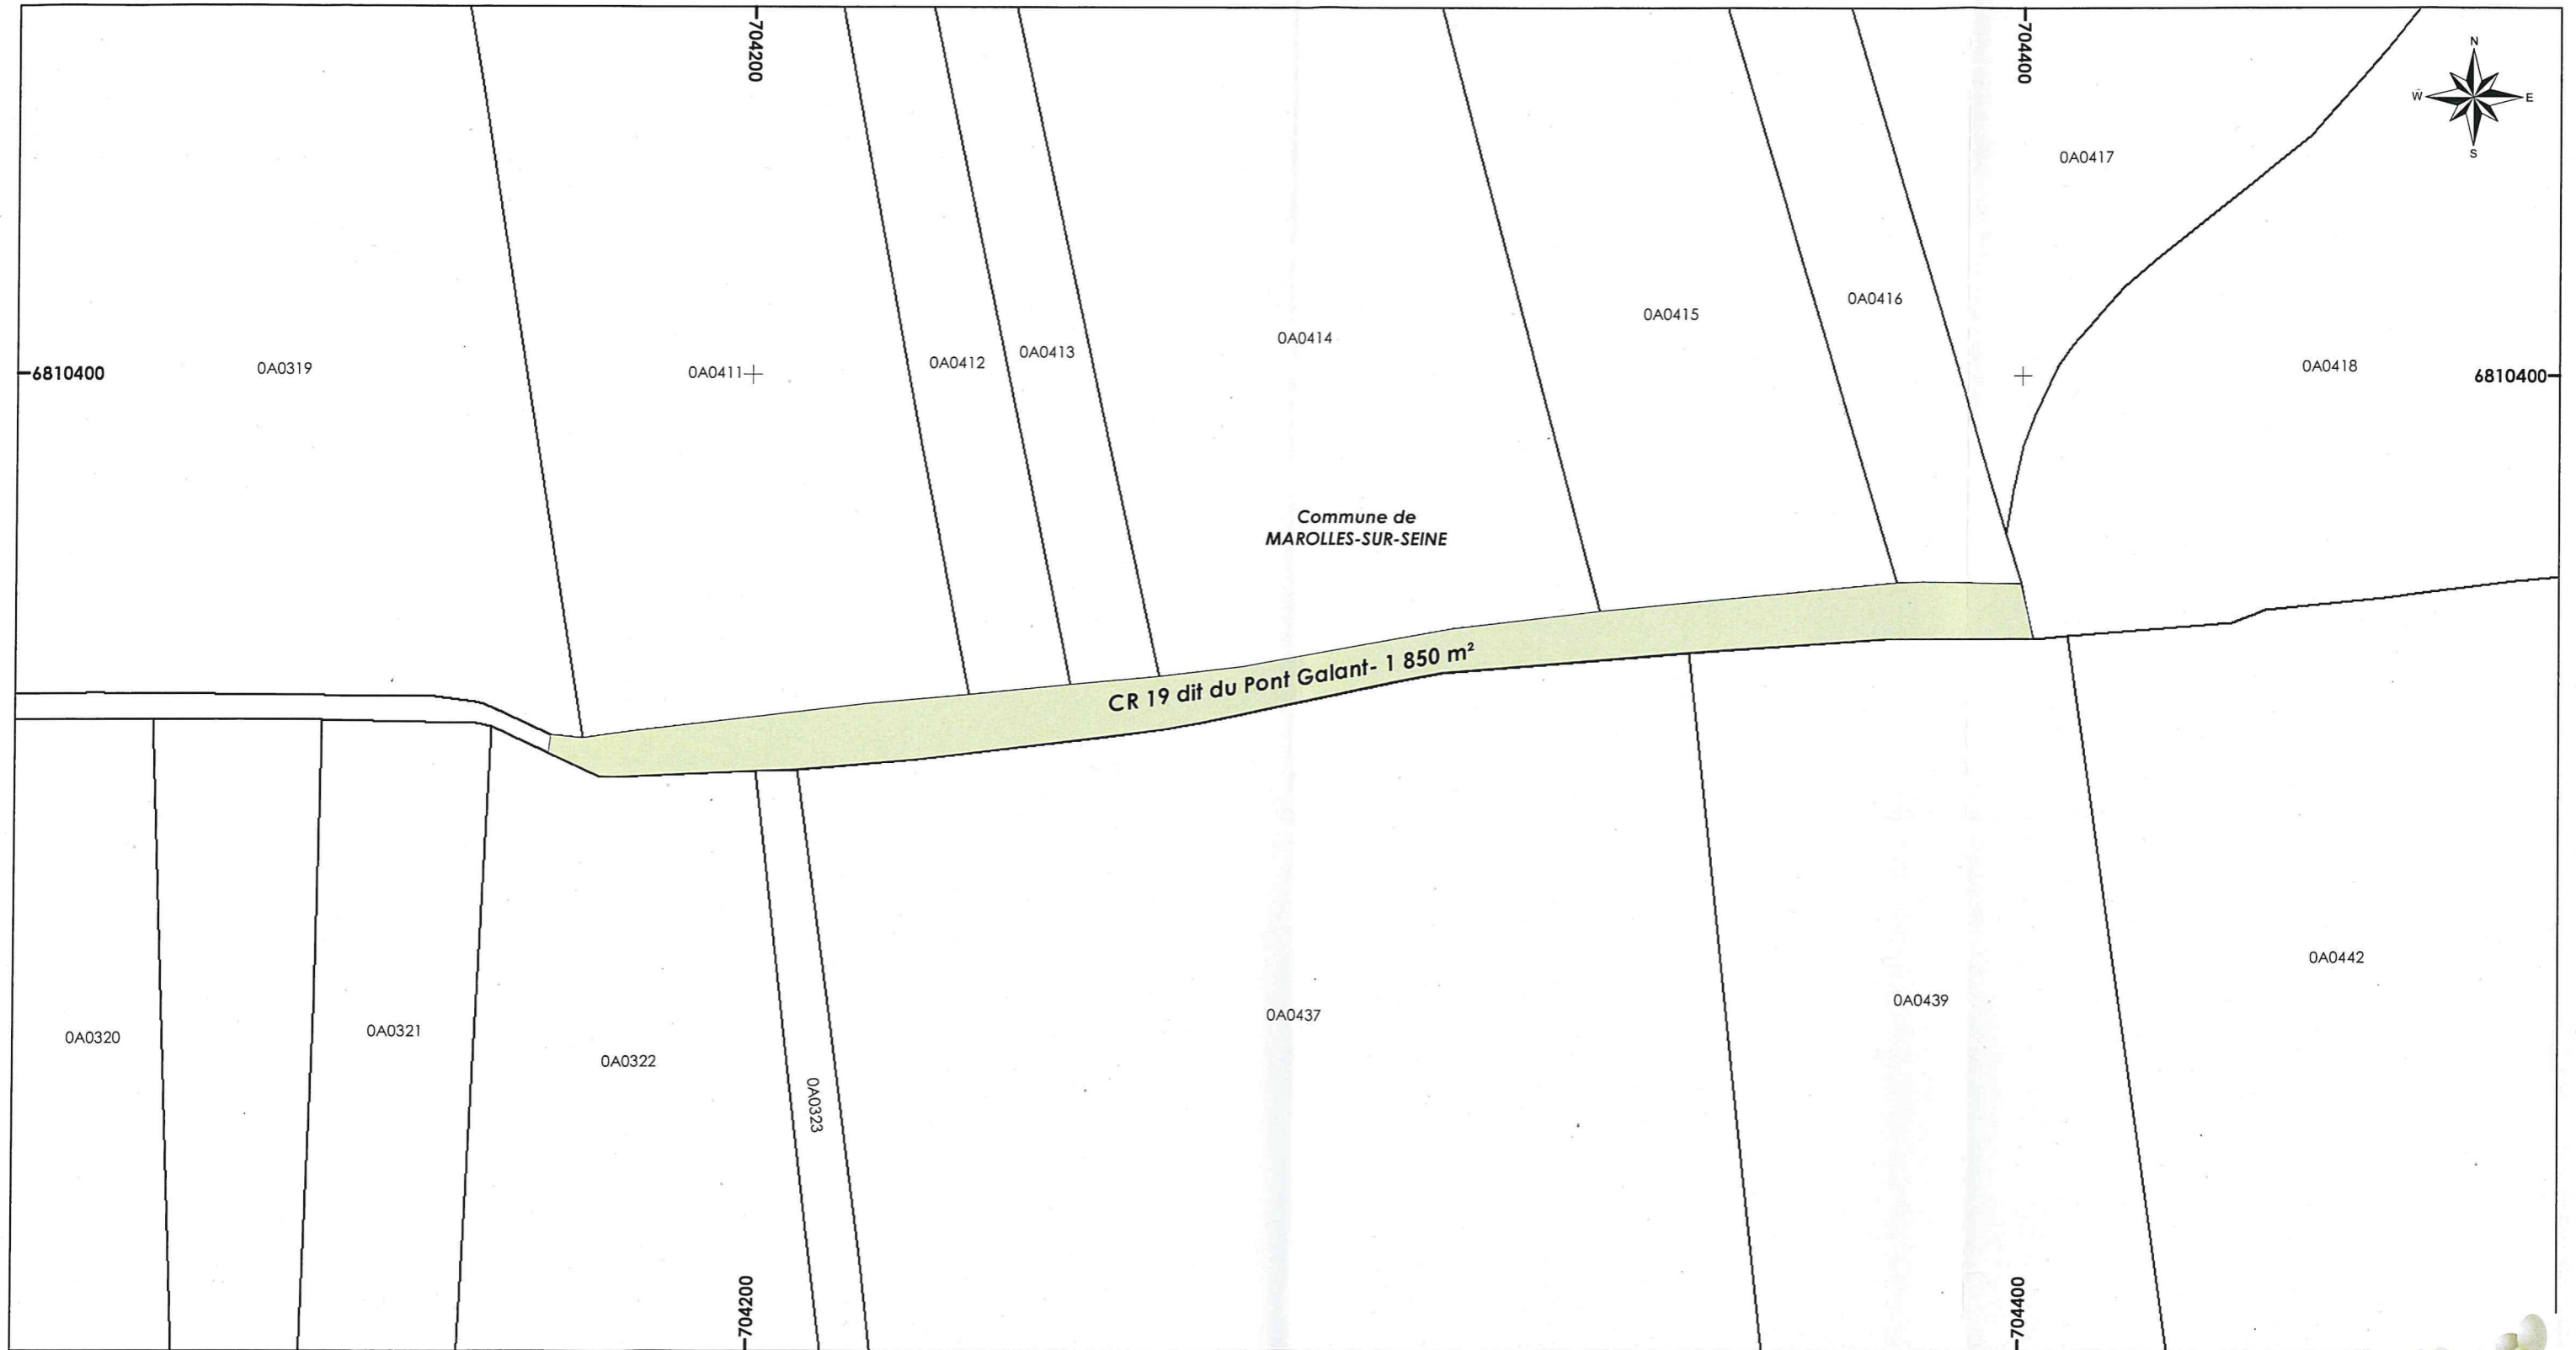 704200
704400
N
W
E
S
0A0417
0A0416
0A0415
0A0414
0A0413
0A0412
6810400
0A0319
0A0411
0A0418
6810400
Commune de
MAROLLES-SUR-SEINE
CR 19 dit du Pont Galant- 1 850 m²
0A0442
0A0439
0A0437
0A0320
0A0321
0A0322
0A0323
704200
704400